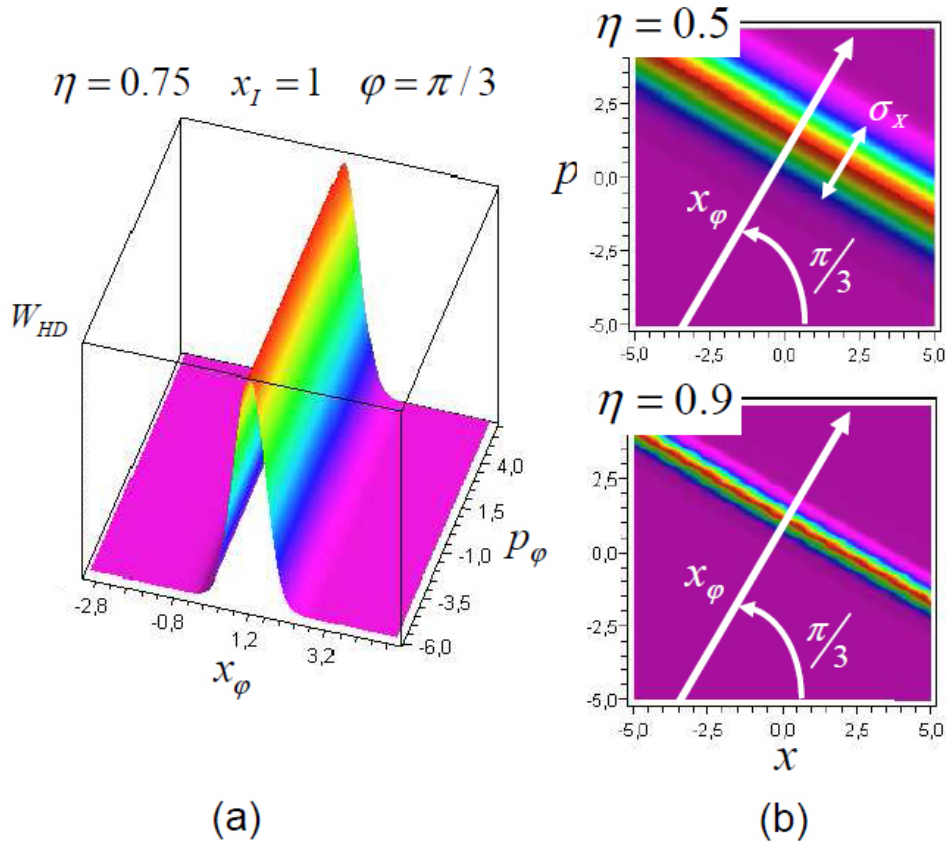 η = 0.75 x_I = 1 φ = π / 3
W_HD
-2,8
-0,8
1,2
3,2
x_φ
4,0
1,5
-1,0
-3,5
-6,0
p_φ
(a)
η = 0.5
2,5
0,0
-2,5
-5,0
p
σ_x
x_φ
π/3
-5,0 -2,5 0,0 2,5 5,0
η = 0.9
2,5
0,0
-2,5
-5,0
x_φ
π/3
-5,0 -2,5 0,0 2,5 5,0
x
(b)